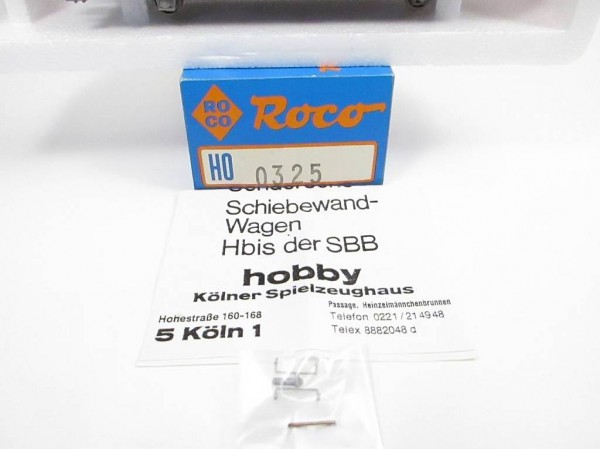 RO
CO
Roco
HO 0325
Schiebewand-
Wagen
Hbis der SBB
hobby
Kölner Spielzeughaus
Hohestraße 160-168
5 Köln 1
Passage, Heinzelmännchenbrunnen
Telefon 0221/214948
Telex 8882048 d